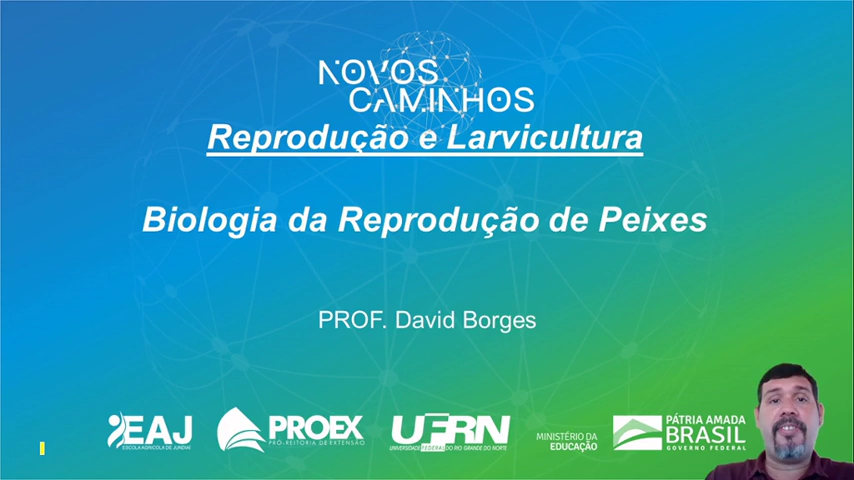 NOVOS
CAMINHOS
Reprodução e Larvicultura
Biologia da Reprodução de Peixes
PROF. David Borges
EAJ
ESCOLA AGRÍCOLA DE JUNDIAÍ
PROEX
PRÓ-REITORIA DE EXTENSÃO
UFRN
UNIVERSIDADE FEDERAL DO RIO GRANDE DO NORTE
MINISTÉRIO DA
EDUCAÇÃO
PÁTRIA AMADA
BRASIL
GOVERNO FEDERAL